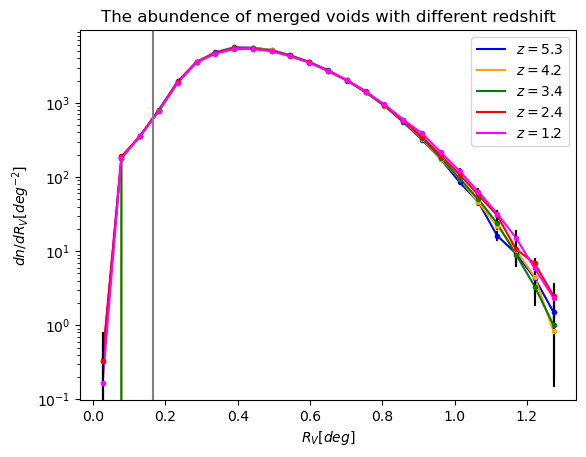 The abundence of merged voids with different redshift
dn/dR_V[deg^{-2}]
10^3
10^2
10^1
10^0
10^{-1}
z = 5.3
z = 4.2
z = 3.4
z = 2.4
z = 1.2
0.0 0.2 0.4 0.6 0.8 1.0 1.2
R_V[deg]